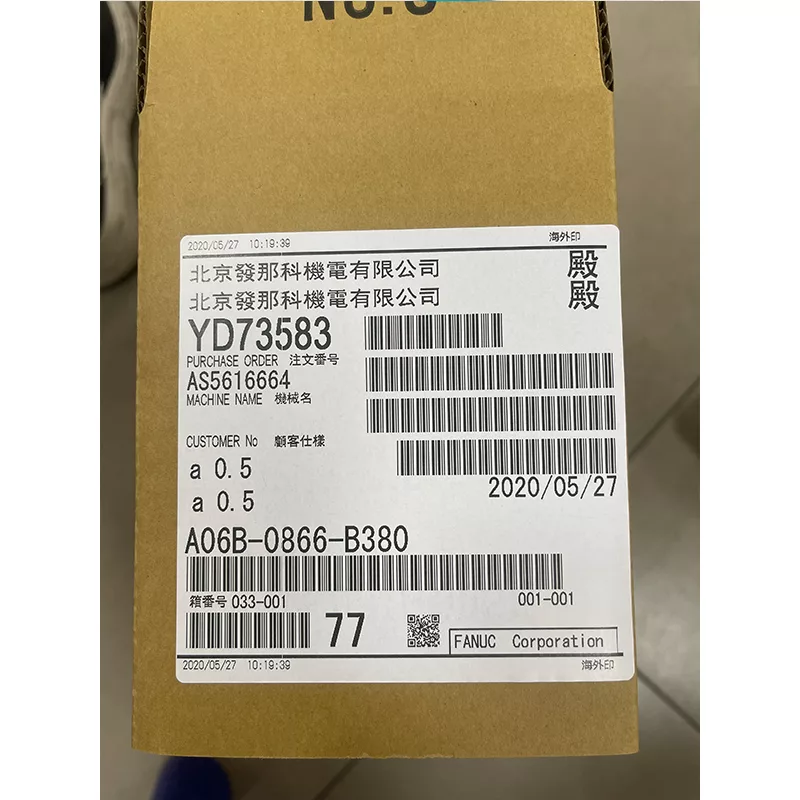 2020/05/27 10:19:39 海外印
北京發那科機電有限公司 殿
北京發那科機電有限公司 殿
YD73583
PURCHASE ORDER 注文番号
AS5616664
MACHINE NAME 機械名
CUSTOMER No 顧客仕様
a 0.5
a 0.5
2020/05/27
A06B-0866-B380
箱番号 033-001 001-001
77
FANUC Corporation
2020/05/27 10:19:39 海外印